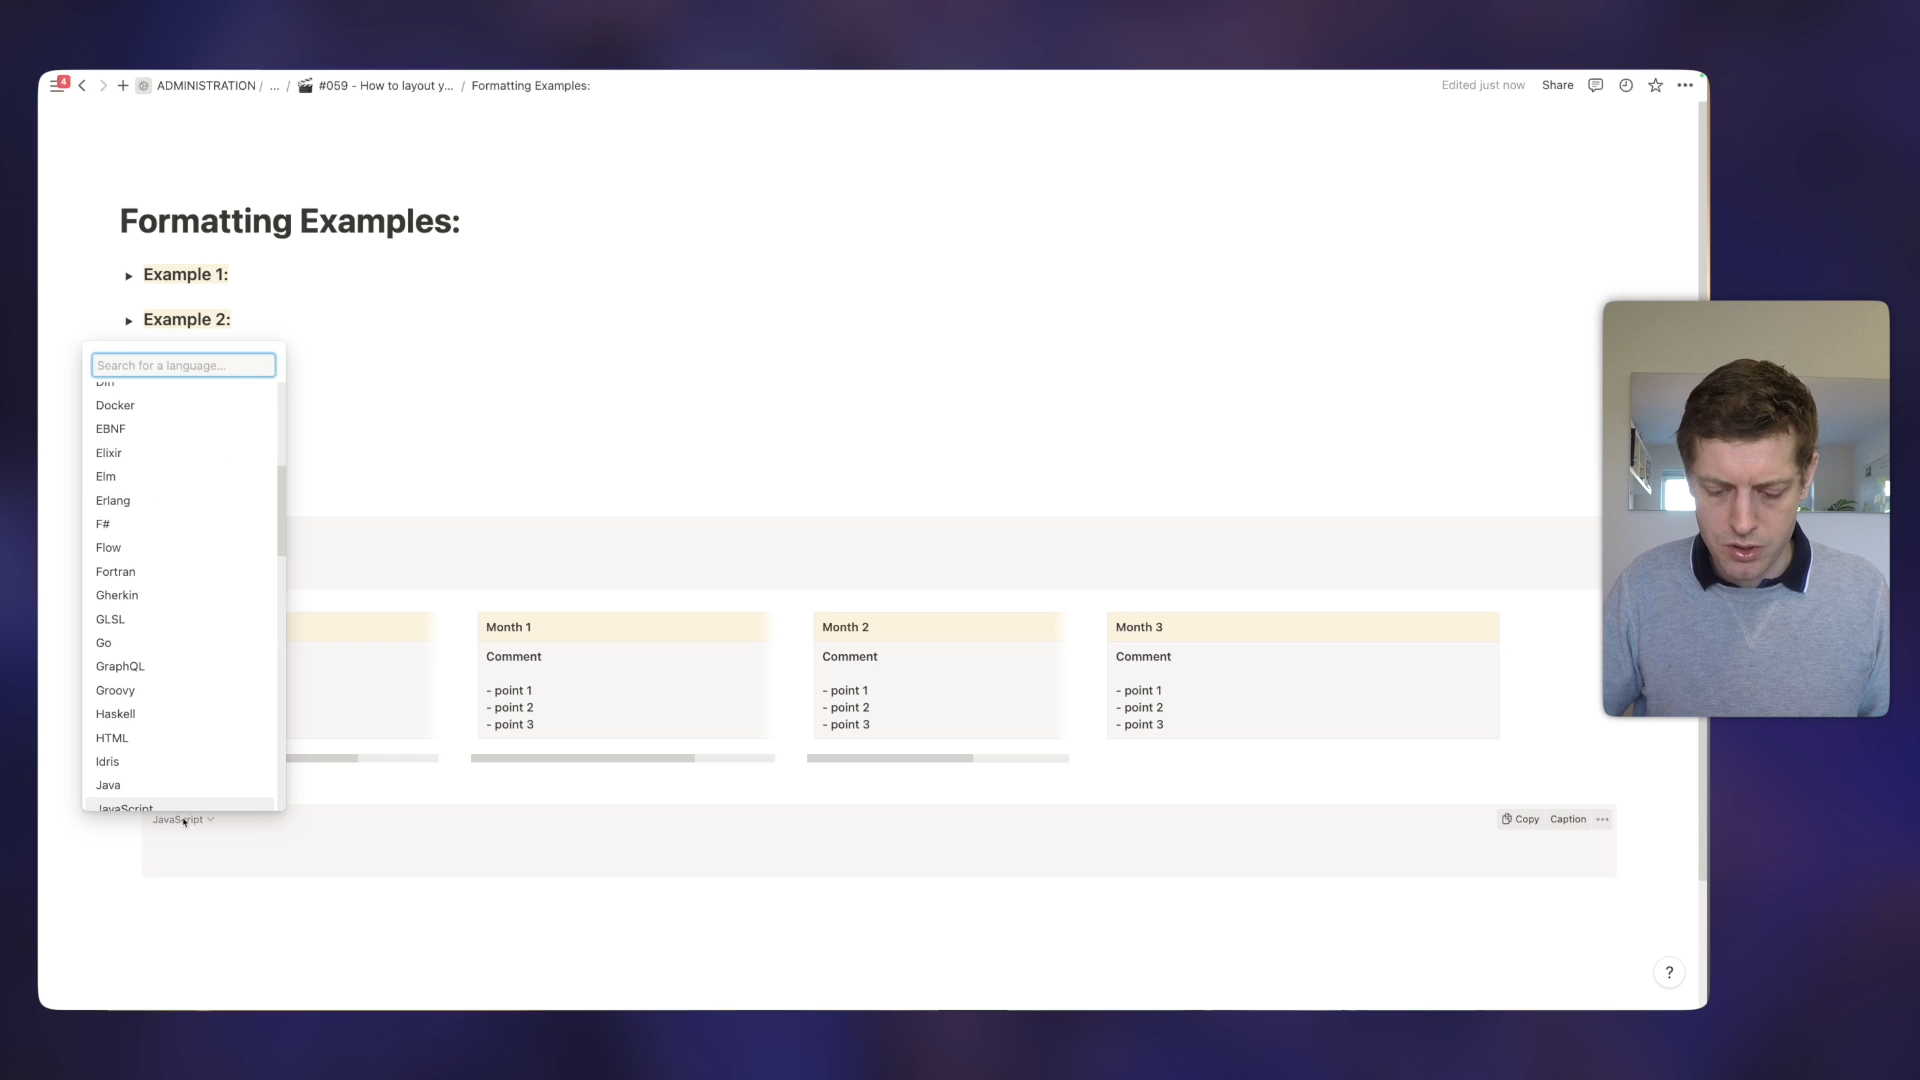 4
ADMINISTRATION / ... / #059 - How to layout y... / Formatting Examples:
Edited just now Share
Formatting Examples:
Example 1:
Example 2:
Search for a language...
Docker
EBNF
Elixir
Elm
Erlang
F#
Flow
Fortran
Gherkin
GLSL
Go
GraphQL
Groovy
Haskell
HTML
Idris
Java
JavaScript
Month 1
Comment
- point 1
- point 2
- point 3
Month 2
Comment
- point 1
- point 2
- point 3
Month 3
Comment
- point 1
- point 2
- point 3
JavaScript
Copy Caption
?